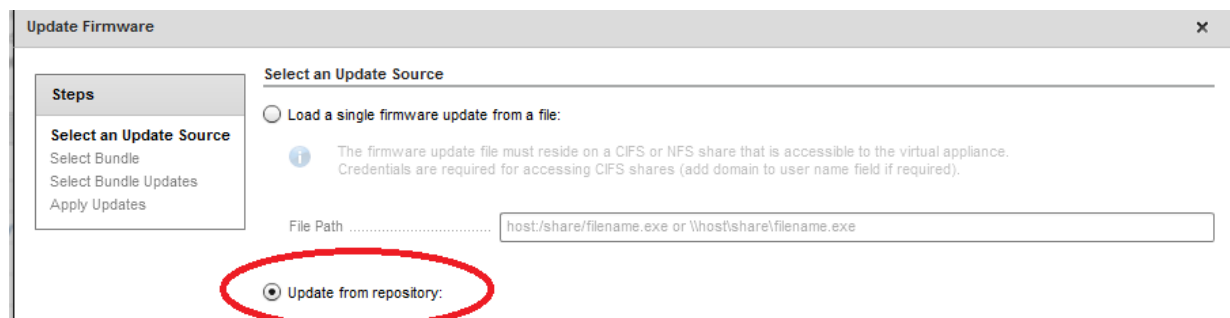 Update Firmware
Select an Update Source
Steps
Load a single firmware update from a file:
Select an Update Source
Select Bundle
Select Bundle Updates
Apply Updates
The firmware update file must reside on a CIFS or NFS share that is accessible to the virtual appliance.
Credentials are required for accessing CIFS shares (add domain to user name field if required).
File Path ................................ host:/share/filename.exe or \\host\share\filename.exe
Update from repository: